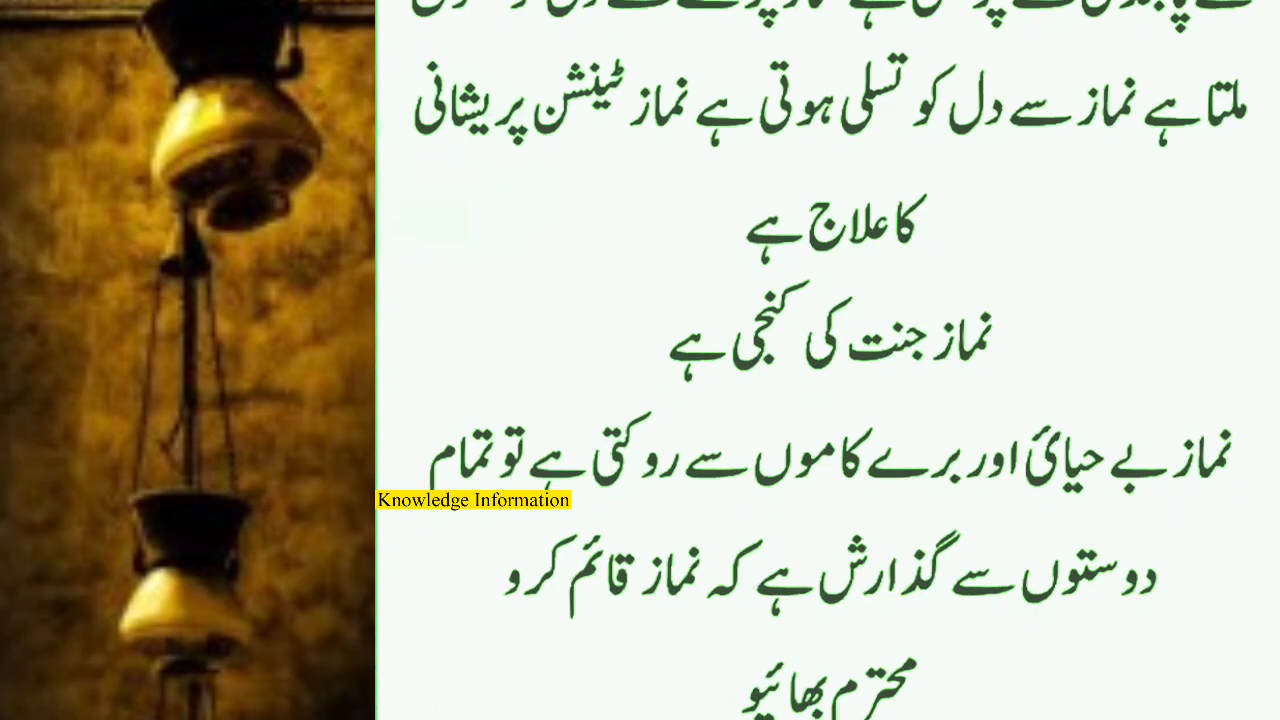 ملتا ہے نماز سے دل کو تسلی ہوتی ہے نماز ٹینشن پریشانی
کا علاج ہے
نماز جنت کی کنجی ہے
نماز بے حیائ اور برے کاموں سے روکتی ہے تو تمام
Knowledge Information
دوستوں سے گذارش ہے کہ نماز قائم کرو
محترم بھائیو